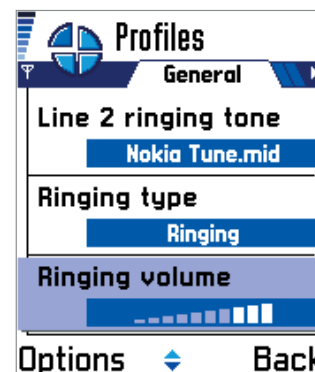 Profiles
General
Line 2 ringing tone
Nokia Tune.mid
Ringing type
Ringing
Ringing volume
Options Back